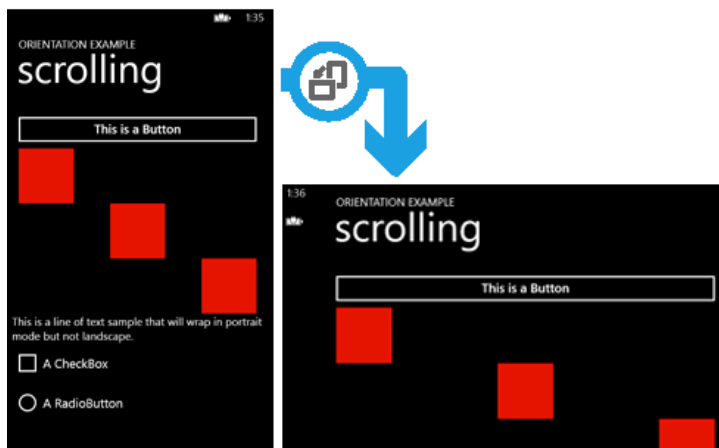 1:35
ORIENTATION EXAMPLE
scrolling
This is a Button
This is a line of text sample that will wrap in portrait
mode but not landscape.
A CheckBox
A RadioButton
1:36
ORIENTATION EXAMPLE
scrolling
This is a Button